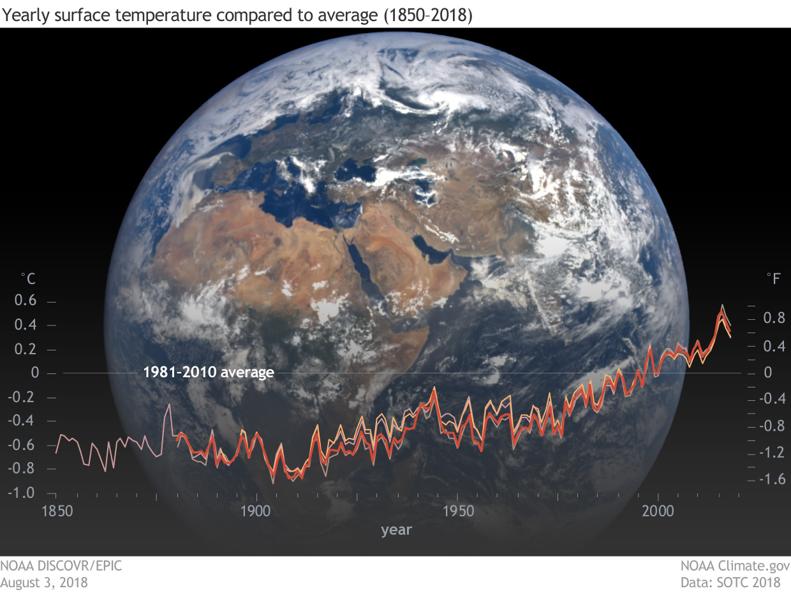 Yearly surface temperature compared to average (1850-2018)
°C
°F
0.6
0.4
0.2
0
-0.2
-0.4
-0.6
-0.8
-1.0
0.8
0.4
0
-0.4
-0.8
-1.2
-1.6
1981-2010 average
1850 1900 1950 2000
year
NOAA DISCOVR/EPIC
August 3, 2018
NOAA Climate.gov
Data: SOTC 2018